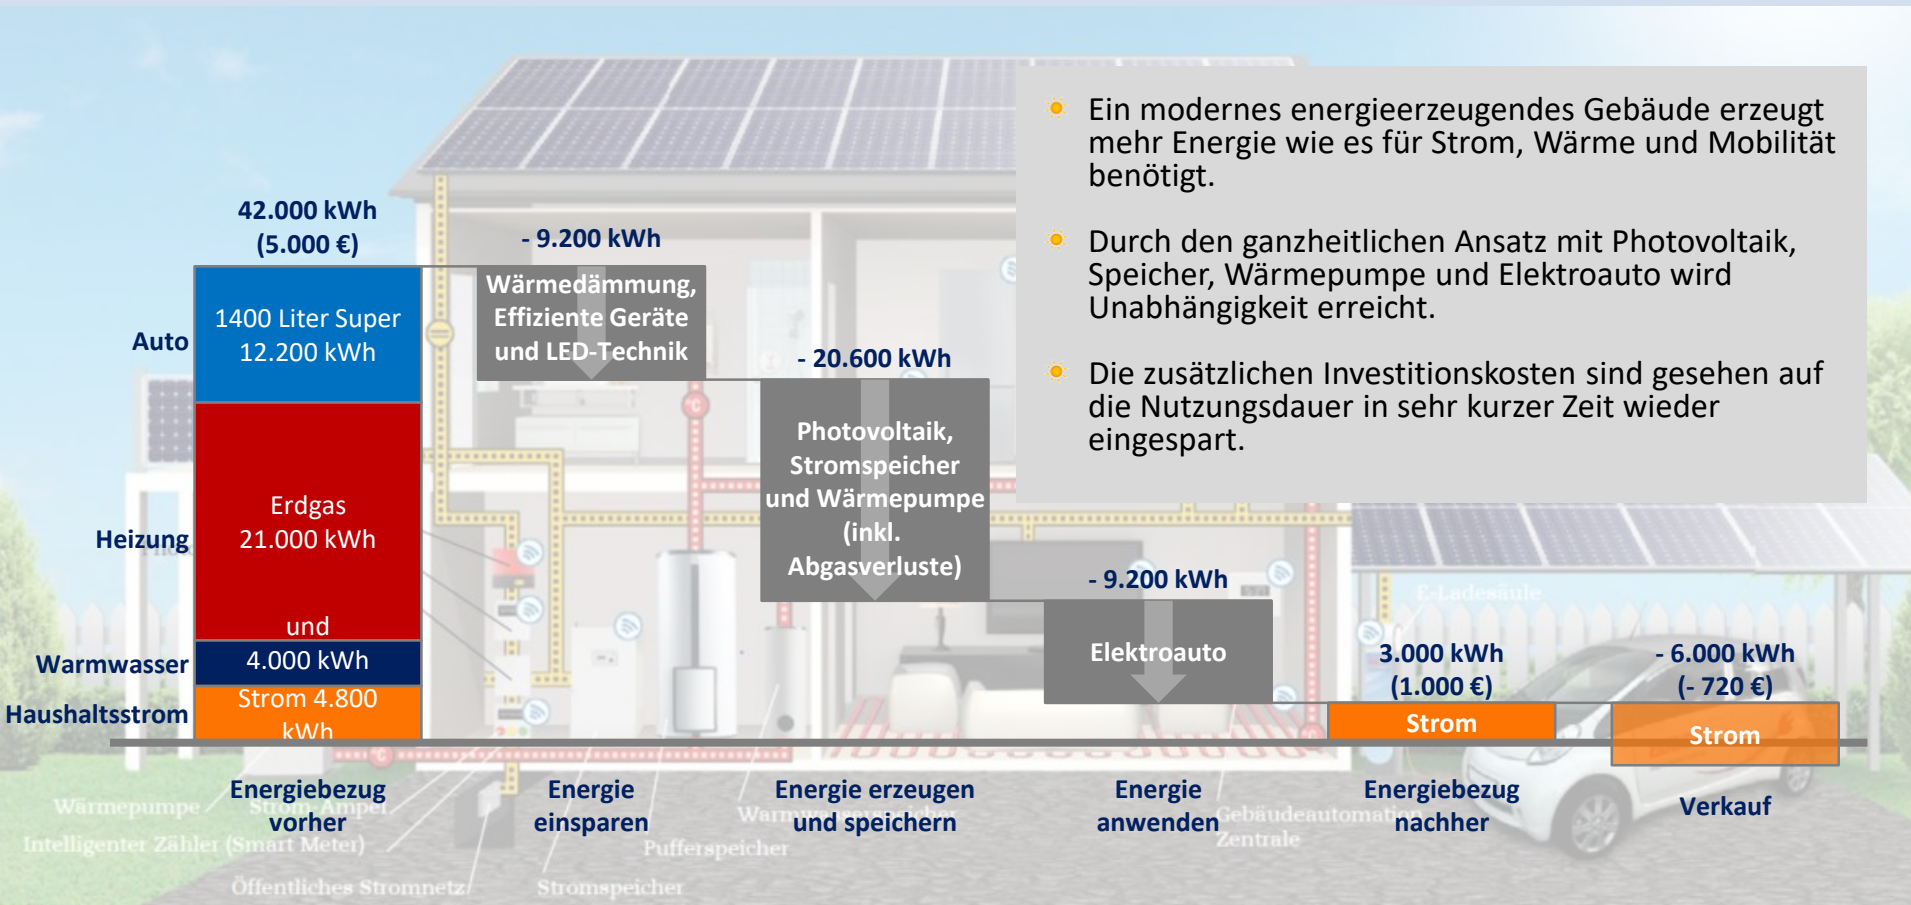 Ein modernes energieerzeugendes Gebäude erzeugt
mehr Energie wie es für Strom, Wärme und Mobilität
benötigt.
Durch den ganzheitlichen Ansatz mit Photovoltaik,
Speicher, Wärmepumpe und Elektroauto wird
Unabhängigkeit erreicht.
Die zusätzlichen Investitionskosten sind gesehen auf
die Nutzungsdauer in sehr kurzer Zeit wieder
eingespart.
42.000 kWh
(5.000 €)
Auto
1400 Liter Super
12.200 kWh
Heizung
Erdgas
21.000 kWh
und
Warmwasser
4.000 kWh
Haushaltsstrom
Strom 4.800
kWh
- 9.200 kWh
Wärmedämmung,
Effiziente Geräte
und LED-Technik
- 20.600 kWh
Photovoltaik,
Stromspeicher
und Wärmepumpe
(inkl.
Abgasverluste)
- 9.200 kWh
Elektroauto
3.000 kWh
(1.000 €)
Strom
- 6.000 kWh
(- 720 €)
Strom
Energiebezug
vorher
Energie
einsparen
Energie erzeugen
und speichern
Energie
anwenden
Energiebezug
nachher
Verkauf
E-Ladesäule
°C
°C
°C
Wärmepumpe
Strom-Ampel
Intelligenter Zähler (Smart Meter)
Öffentliches Stromnetz
Stromspeicher
Pufferspeicher
Warmwasserspeicher
Gebäudeautomation
Zentrale